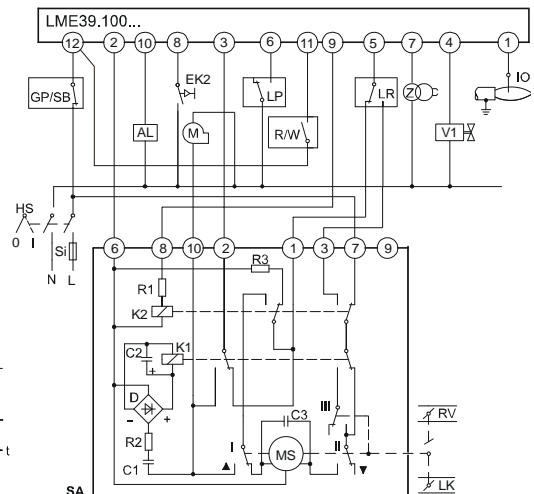 LME39.100...
12 2 10 8 3 6 11 9 5 7 4 1
EK2
IO
GP/SB
LP
LR
Z
AL
M
R/W
V1
HS
0 I
Si
N L
6 8 10 2 1 3 7 9
R3
R1
K2
K1
C2
+
D
- +
III
C3
RV
R2
I
MS
II
t
C1
LK
SA